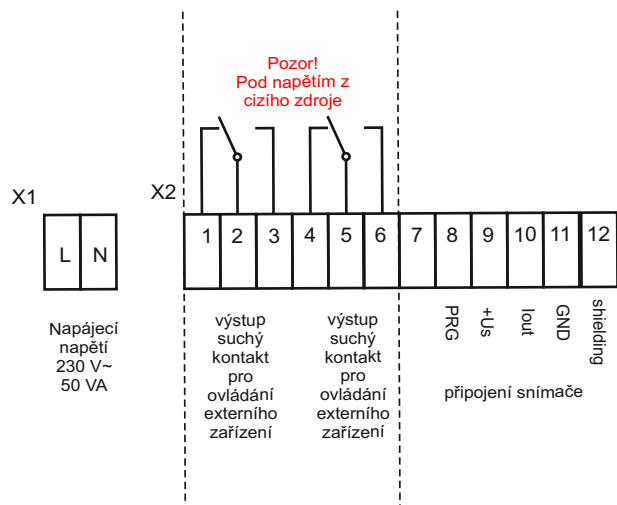 Pozor!
Pod napětím z
cizího zdroje
X1
X2
L N
1 2 3 4 5 6 7 8 9 10 11 12
Napájecí
napětí
230 V~
50 VA
výstup
suchý
kontakt
pro
ovládání
externího
zařízení
výstup
suchý
kontakt
pro
ovládání
externího
zařízení
PRG
+Us
Iout
GND
shielding
připojení snímače